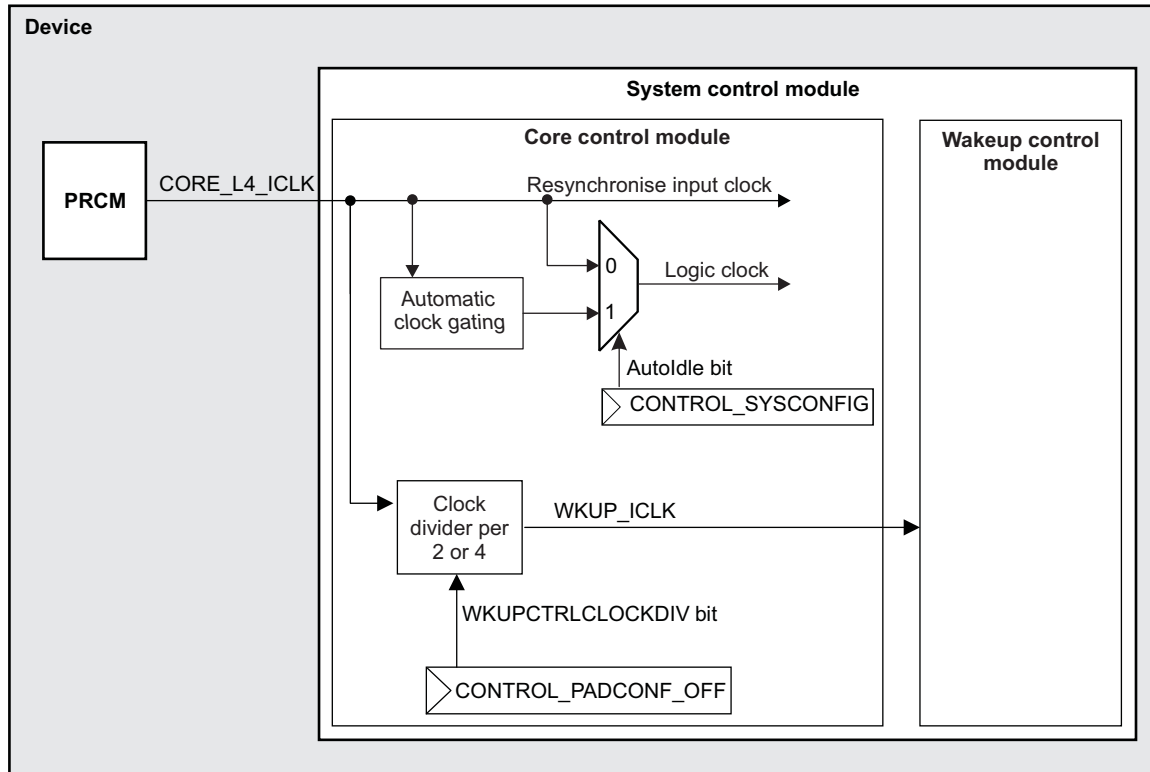 Device
System control module
Core control module
Wakeup control
module
PRCM
CORE_L4_ICLK
Resynchronise input clock
0
Logic clock
Automatic
clock gating
1
AutoIdle bit
CONTROL_SYSCONFIG
Clock
divider per
2 or 4
WKUP_ICLK
WKUPCTRLCLOCKDIV bit
CONTROL_PADCONF_OFF